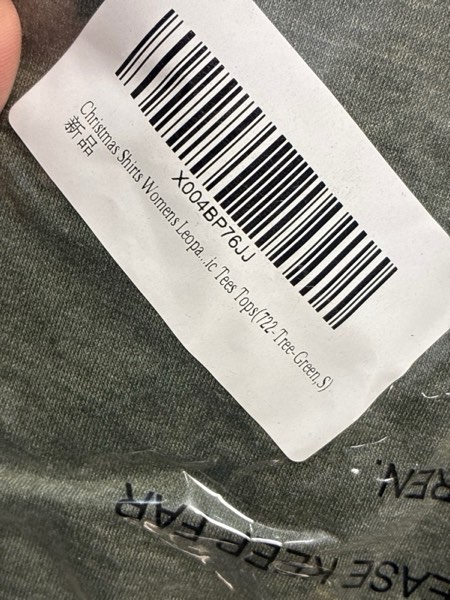 X004BP76JJ
Christmas Shirts Womens Leopa...ic Tees Tops(722-Tree-Green,S)
新品
EASE KEEP FAR
REN.